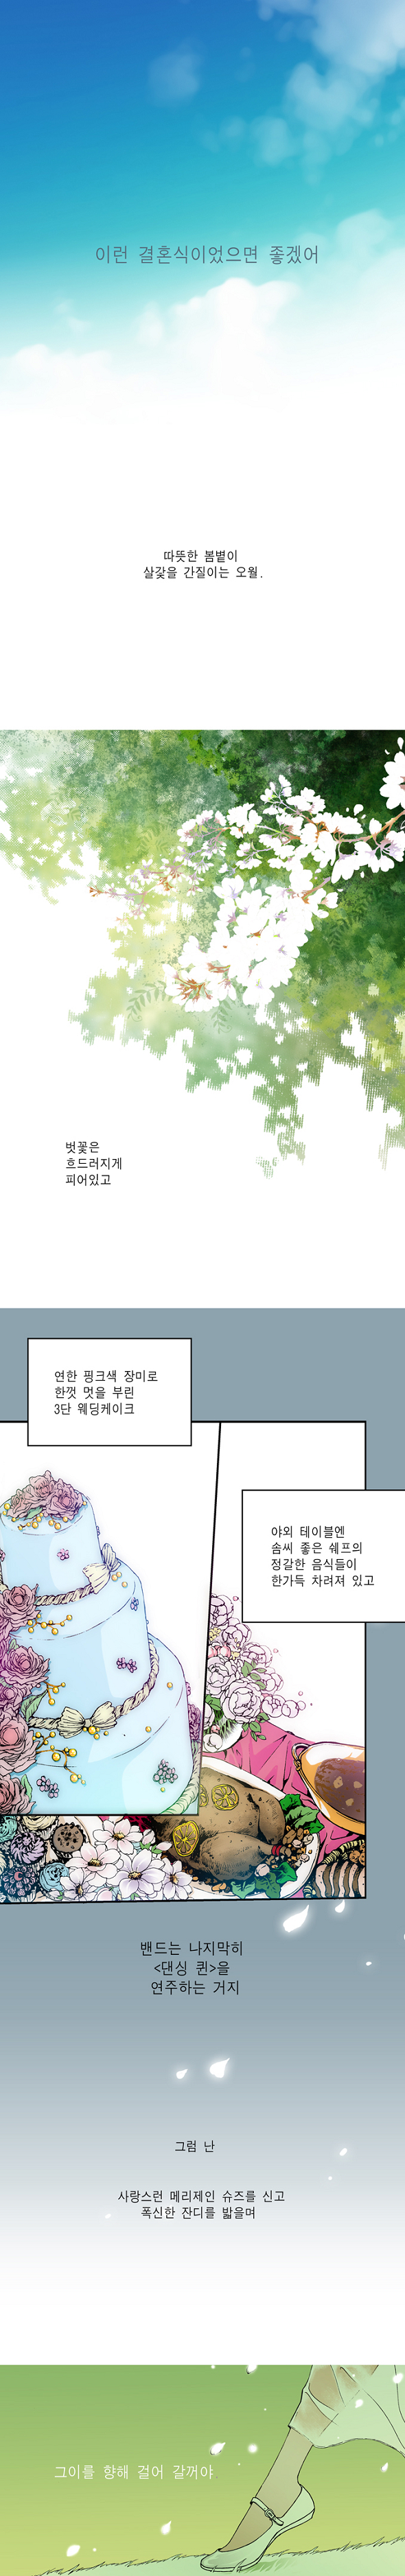 이런 결혼식이었으면 좋겠어
따뜻한 봄볕이
살갗을 간질이는 오월.
벗꽃은
흐드러지게
피어있고
연한 핑크색 장미로
한껏 멋을 부린
3단 웨딩케이크
야외 테이블엔
솜씨 좋은 쉐프의
정갈한 음식들이
한가득 차려져 있고
밴드는 나지막히
<댄싱 퀸>을
연주하는 거지
그럼 난
사랑스런 메리제인 슈즈를 신고
폭신한 잔디를 밟으며
그이를 향해 걸어 갈꺼야.